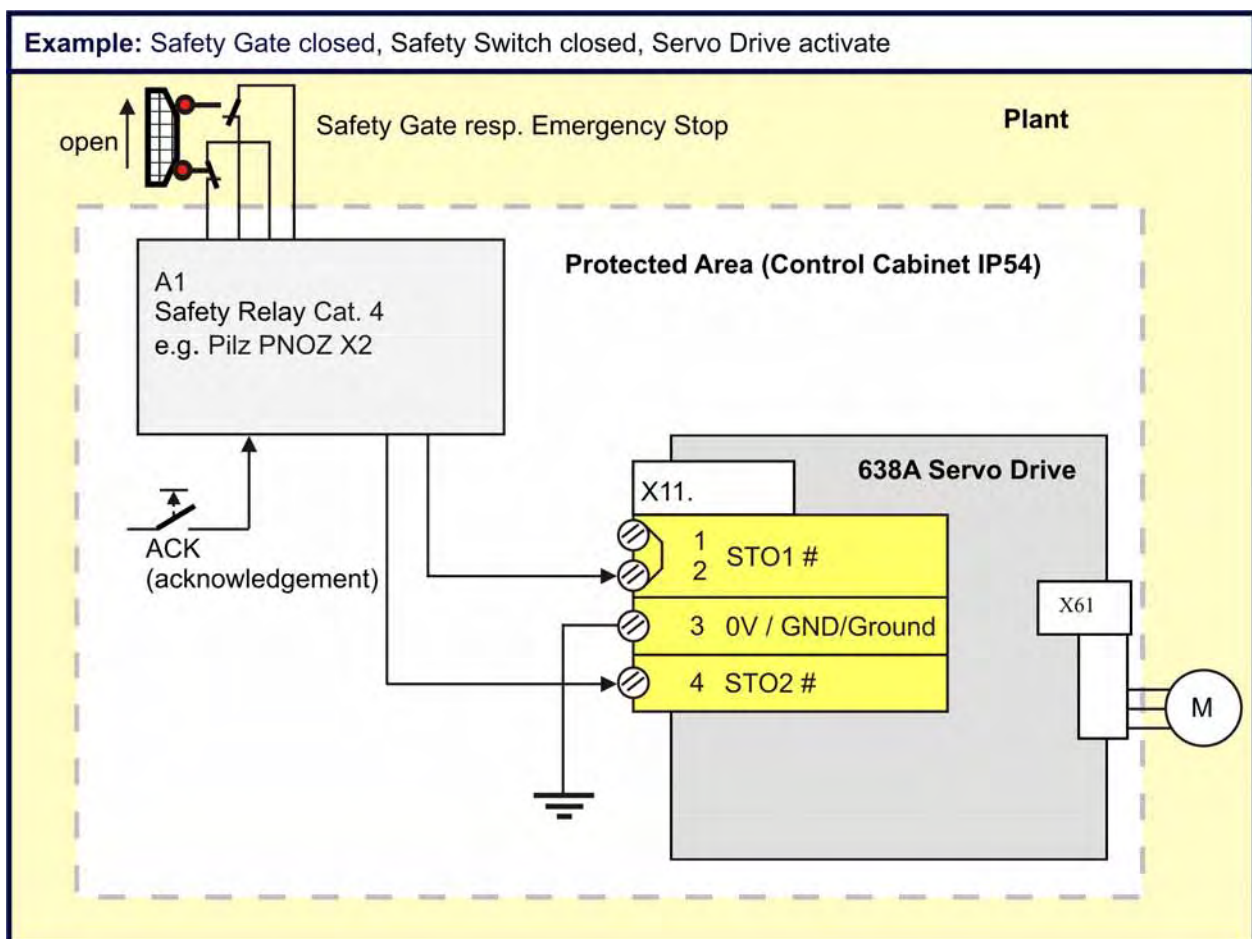 Example: Safety Gate closed, Safety Switch closed, Servo Drive activate
open
Safety Gate resp. Emergency Stop
Plant
Protected Area (Control Cabinet IP54)
A1
Safety Relay Cat. 4
e.g. Pilz PNOZ X2
ACK
(acknowledgement)
638A Servo Drive
X11.
1
2
STO1 #
3 0V / GND/Ground
4 STO2 #
X61
M